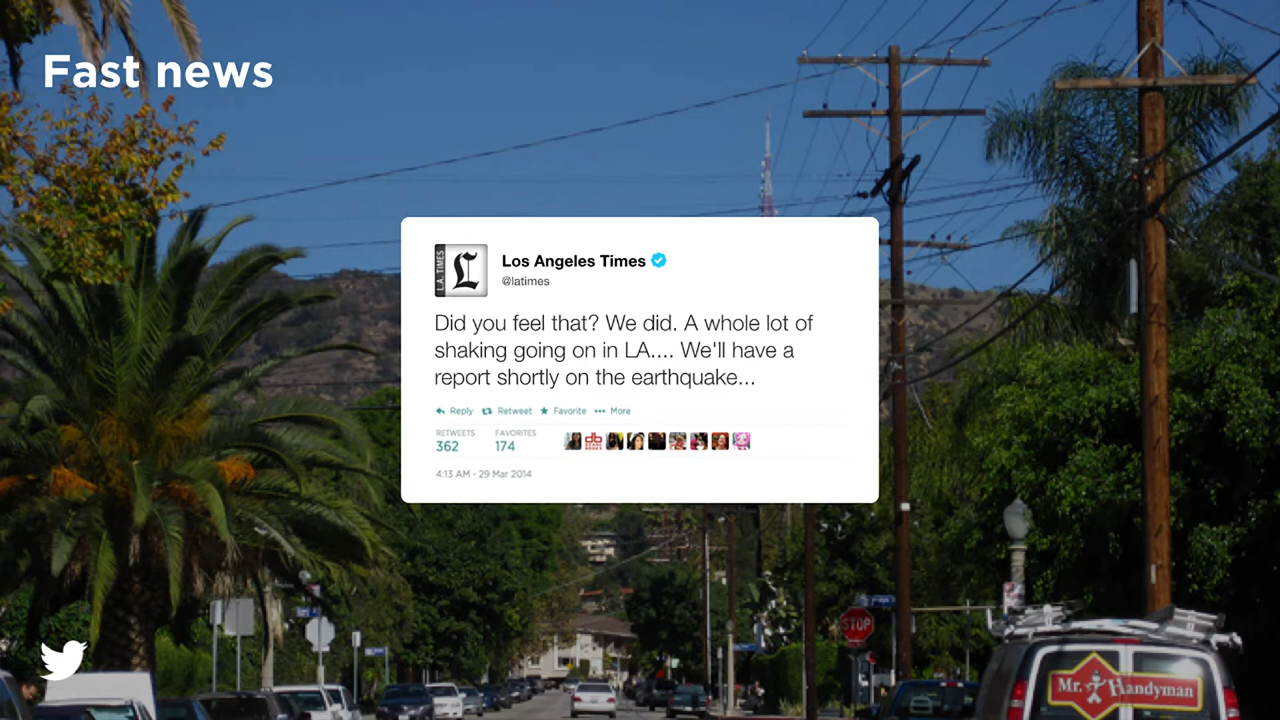 Fast news
L.A. TIMES
Los Angeles Times
@latimes
Did you feel that? We did. A whole lot of
shaking going on in LA.... We'll have a
report shortly on the earthquake...
Reply Retweet Favorite More
RETWEETS FAVORITES
362 174
4:13 AM - 29 Mar 2014
STOP
Mr. Handyman